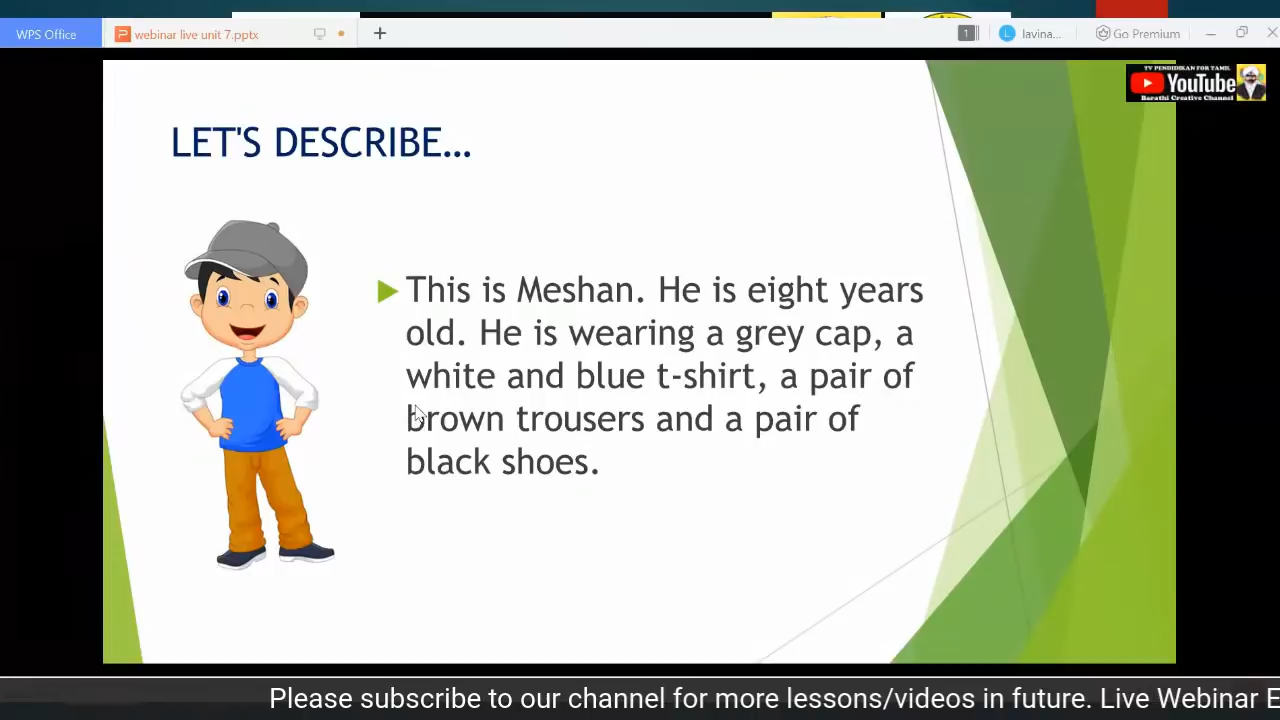 WPS Office
webinar live unit 7.pptx
1
L
lavina...
Go Premium
TV PENDIDIKAN FOR TAMIL
YouTube
Barathi Creative Channel
LET'S DESCRIBE...
This is Meshan. He is eight years
old. He is wearing a grey cap, a
white and blue t-shirt, a pair of
brown trousers and a pair of
black shoes.
Please subscribe to our channel for more lessons/videos in future. Live Webinar E